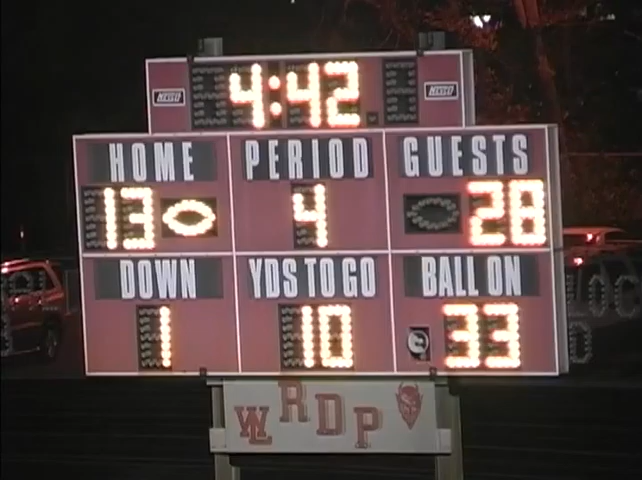 4:42
HOME PERIOD GUESTS
13 4 28
DOWN YDS TO GO BALL ON
1 10 33
WL RDP